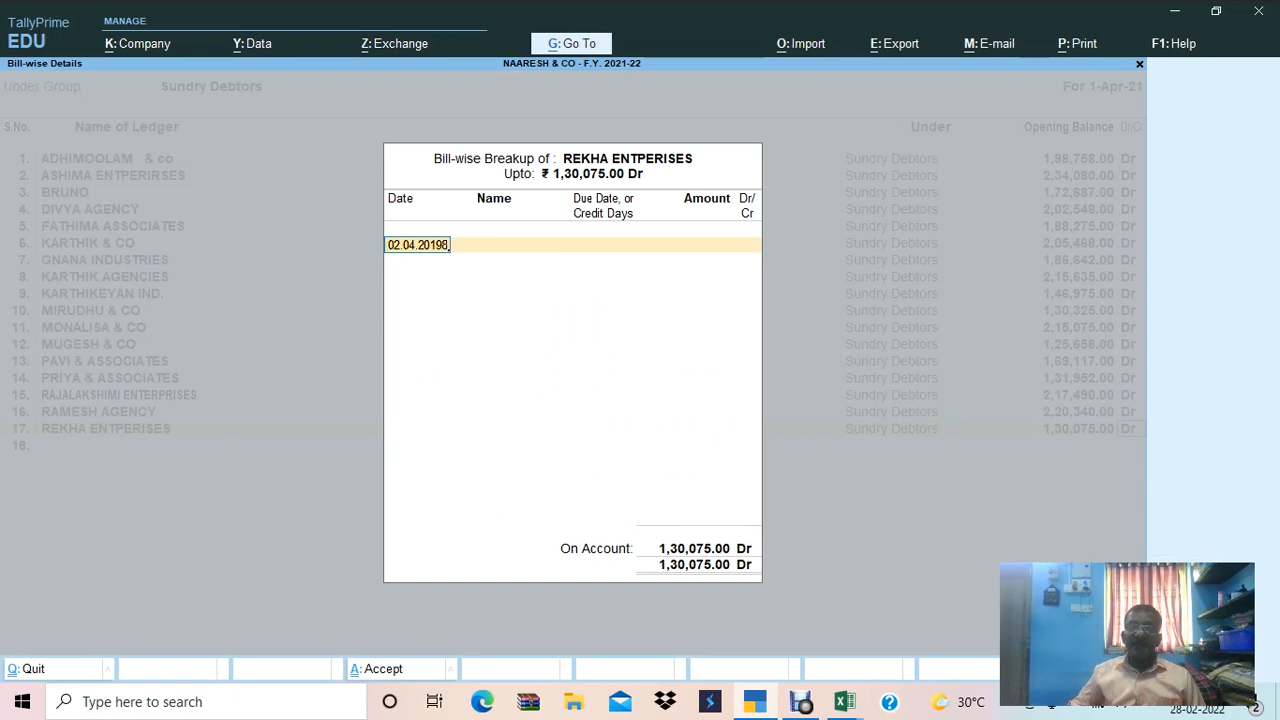 TallyPrime
EDU
MANAGE
K: Company
Y: Data
Z: Exchange
G: Go To
O: Import
E: Export
M: E-mail
P: Print
F1: Help
Bill-wise Details
NAARESH & CO - F.Y. 2021-22
Under Group Sundry Debtors For 1-Apr-21
S.No. Name of Ledger Under Opening Balance Dr/Cr
1. ADHIMOOLAM & co Sundry Debtors 1,98,758.00 Dr
2. ASHIMA ENTERPIRSES Sundry Debtors 2,34,080.00 Dr
3. BRUNO Sundry Debtors 1,72,687.00 Dr
4. DIVYA AGENCY Sundry Debtors 2,02,548.00 Dr
5. FATHIMA ASSOCIATES Sundry Debtors 1,88,275.00 Dr
6. KARTHIK & CO Sundry Debtors 2,05,468.00 Dr
7. GNANA INDUSTRIES Sundry Debtors 1,86,642.00 Dr
8. KARTHIK AGENCIES Sundry Debtors 2,15,635.00 Dr
9. KARTHIKEYAN IND. Sundry Debtors 1,46,975.00 Dr
10. MIRUDHU & CO Sundry Debtors 1,30,325.00 Dr
11. MONALISA & CO Sundry Debtors 2,15,075.00 Dr
12. MUGESH & CO Sundry Debtors 1,25,658.00 Dr
13. PAVI & ASSOCIATES Sundry Debtors 1,69,117.00 Dr
14. PRIYA & ASSOCIATES Sundry Debtors 1,31,952.00 Dr
15. RAJALAKSHIMI ENTERPRISES Sundry Debtors 2,17,490.00 Dr
16. RAMESH AGENCY Sundry Debtors 2,20,340.00 Dr
17. REKHA ENTPERISES Sundry Debtors 1,30,075.00 Dr
18.
Bill-wise Breakup of : REKHA ENTPERISES
Upto: ₹ 1,30,075.00 Dr
Date Name Due Date, or Amount Dr/
Credit Days Cr
02.04.20198
On Account: 1,30,075.00 Dr
1,30,075.00 Dr
Q: Quit
A: Accept
Type here to search
30°C
28-02-2022
2